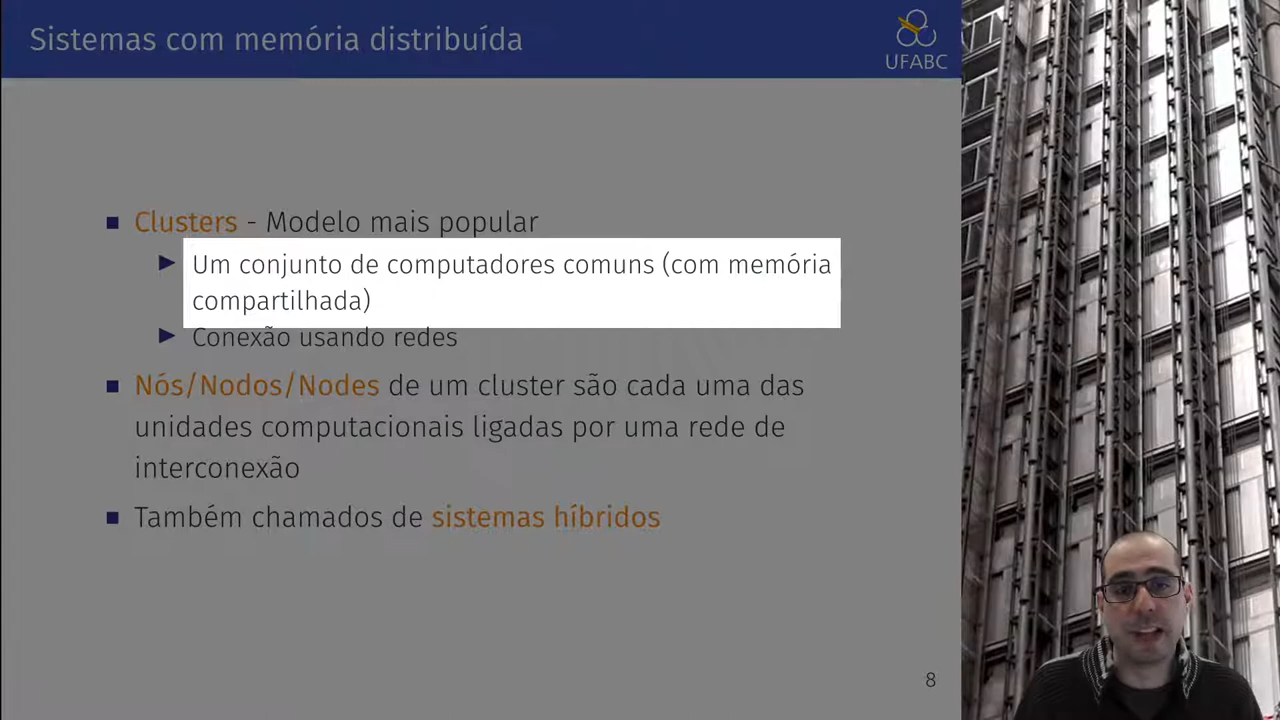 Sistemas com memória distribuída
UFABC
Clusters - Modelo mais popular
Um conjunto de computadores comuns (com memória
compartilhada)
Conexão usando redes
Nós/Nodos/Nodes de um cluster são cada uma das
unidades computacionais ligadas por uma rede de
interconexão
Também chamados de sistemas híbridos
8